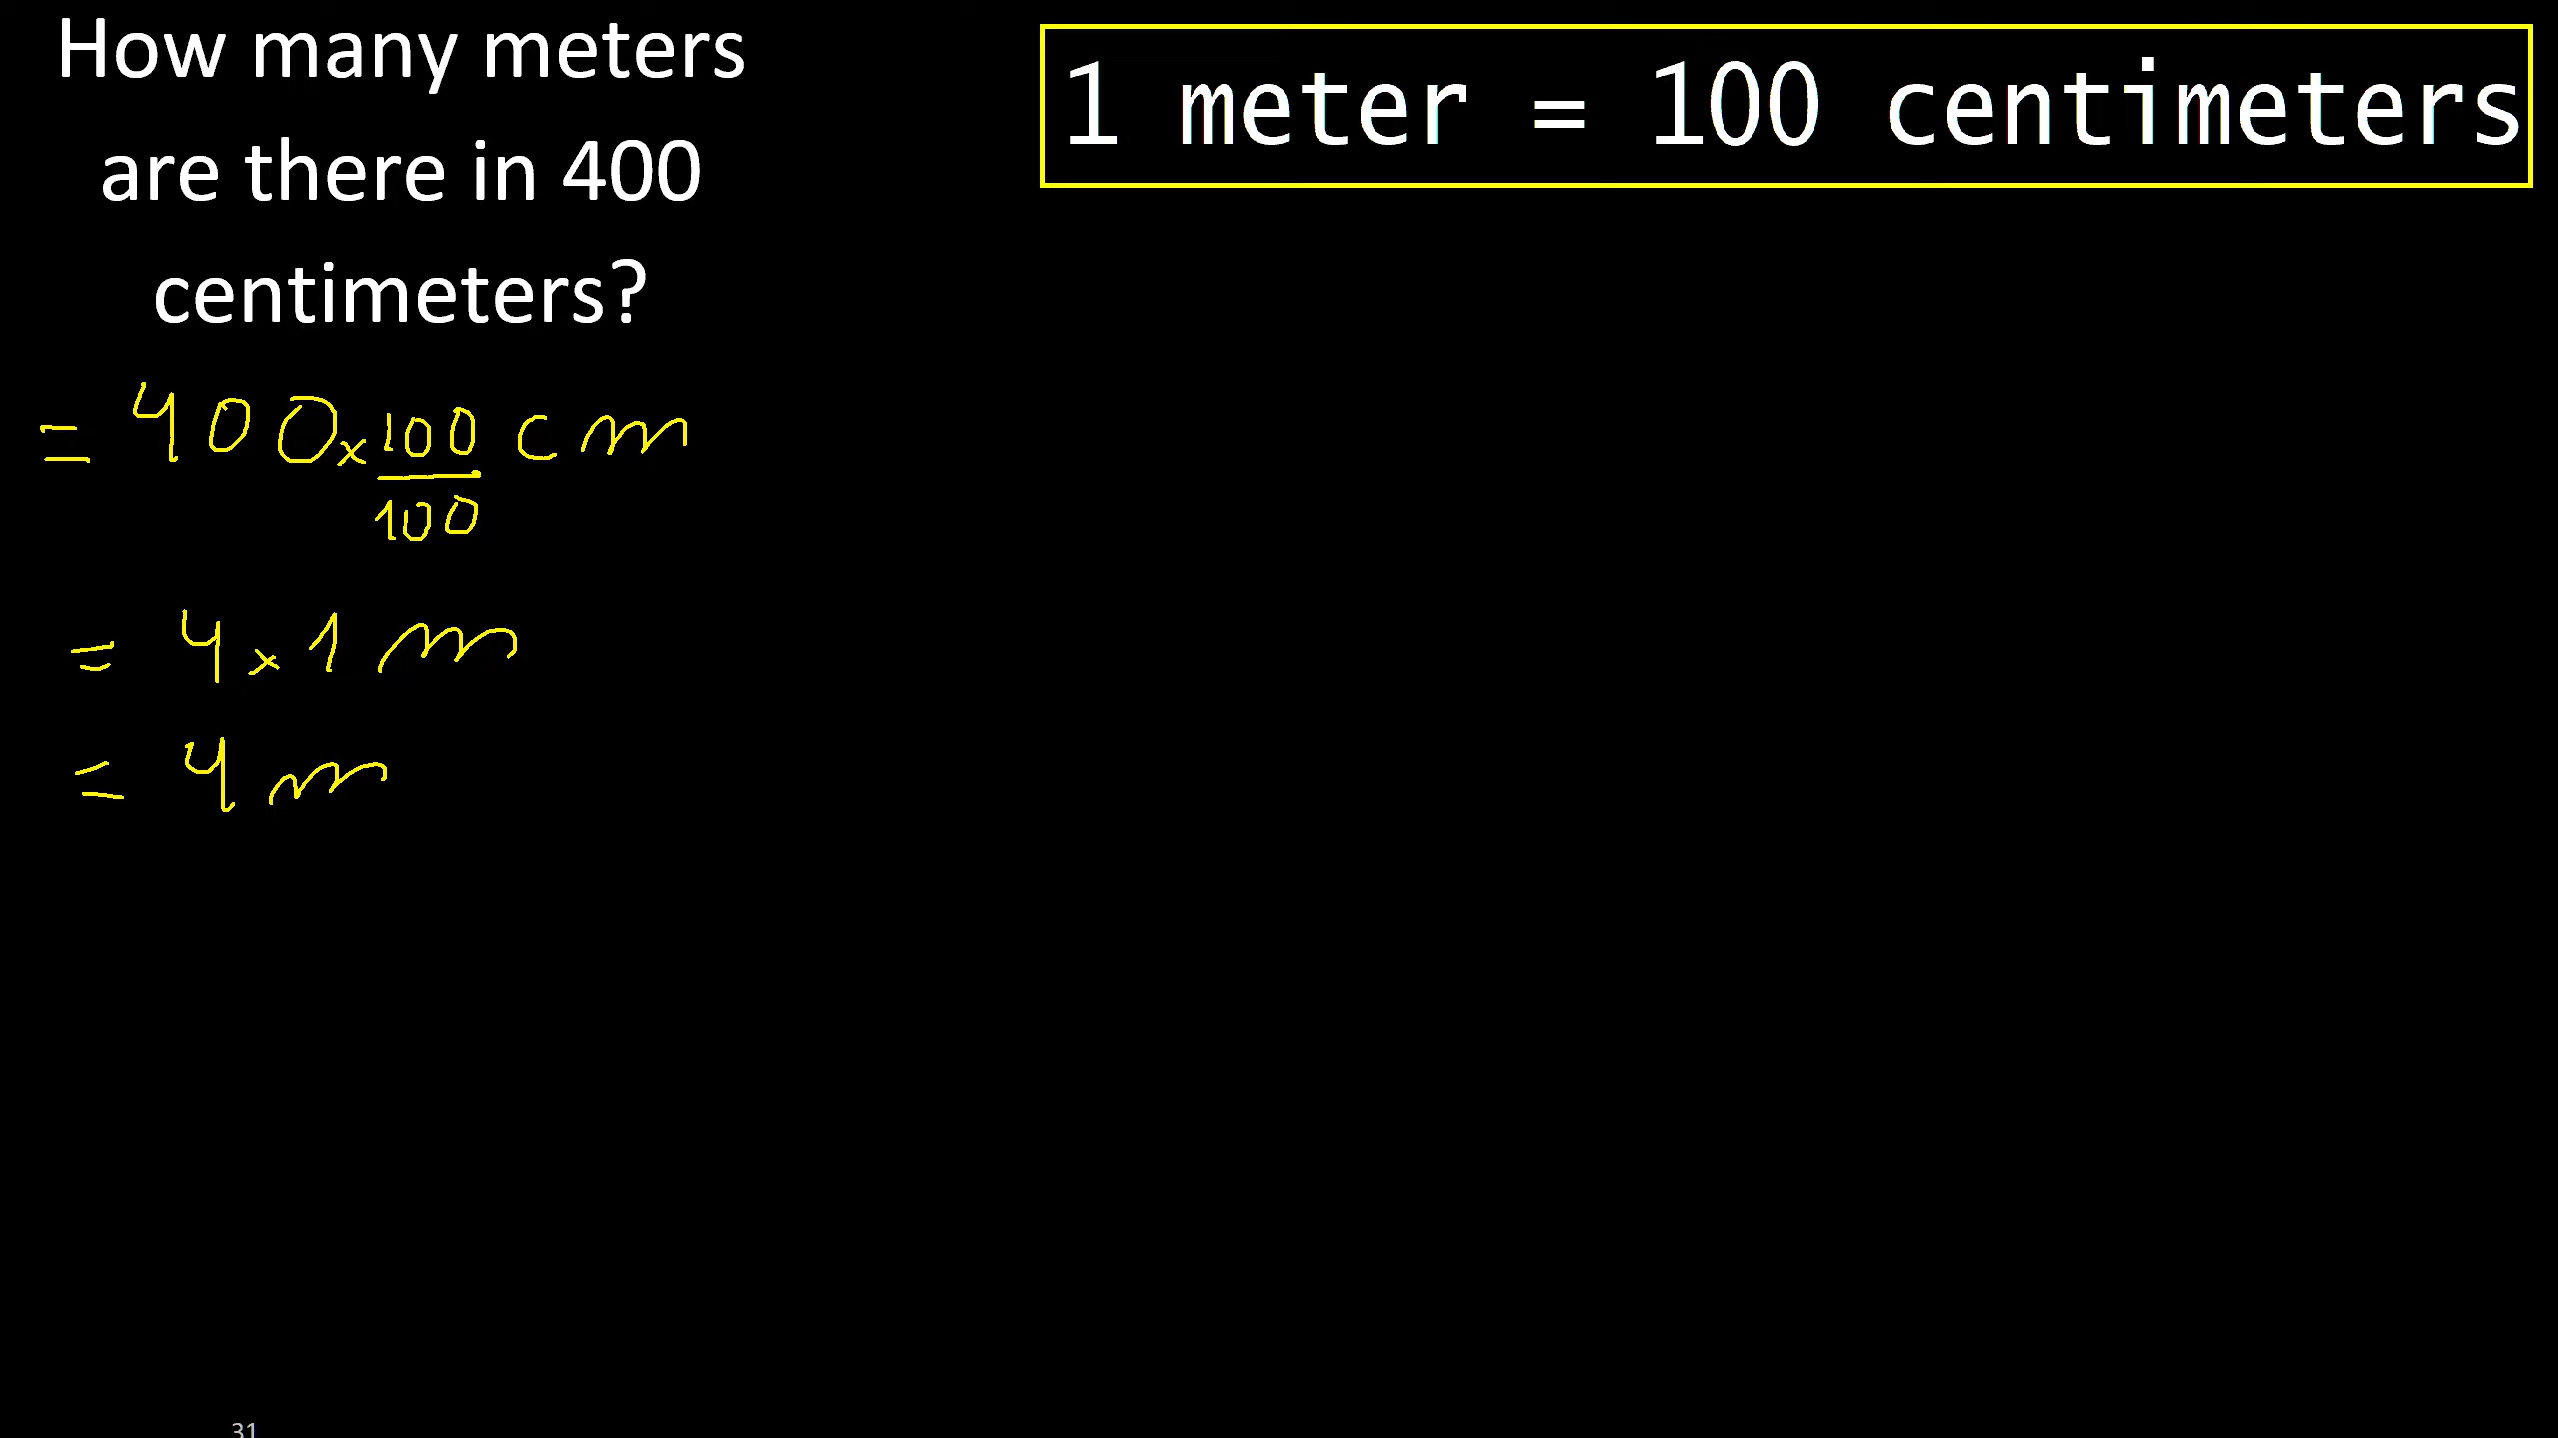 How many meters
are there in 400
centimeters?
1 meter = 100 centimeters
= 400 × 100/100 cm
= 4 × 1 m
= 4 m
31